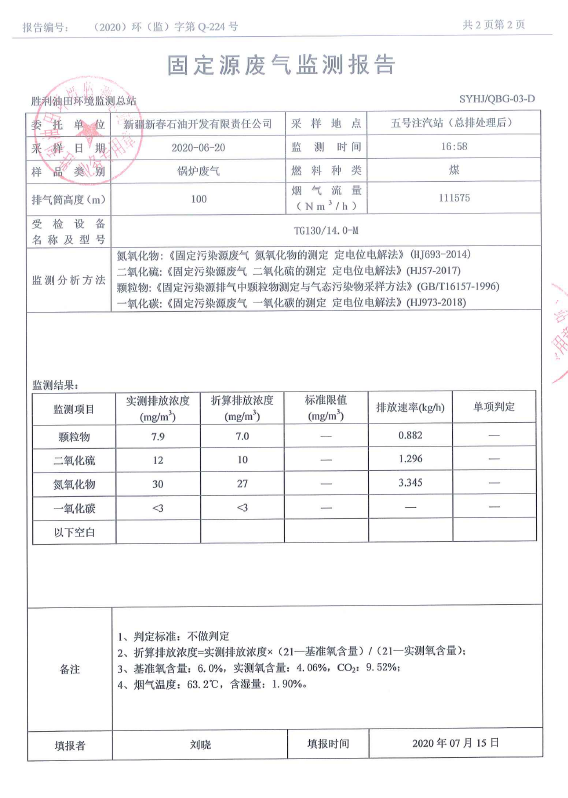 报告编号： （2020）环（监）字第 Q-224 号 共 2 页第 2 页
固定源废气监测报告
胜利油田环境监测总站 SYHJ/QBG-03-D
委托单位 新疆新春石油开发有限责任公司 采样地点 五号注汽站（总排处理后）
采样日期 2020-06-20 监测时间 16:58
样品类别 锅炉废气 燃料种类 煤
排气筒高度（m） 100 烟气流量（Nm³/h） 111575
受检设备名称及型号 TG130/14.0-M
监测分析方法
氮氧化物：《固定污染源废气 氮氧化物的测定 定电位电解法》(HJ693-2014)
二氧化硫：《固定污染源废气 二氧化硫的测定 定电位电解法》(HJ57-2017)
颗粒物：《固定污染源排气中颗粒物测定与气态污染物采样方法》(GB/T16157-1996)
一氧化碳：《固定污染源废气 一氧化碳的测定 定电位电解法》(HJ973-2018)
监测结果：
监测项目 实测排放浓度(mg/m³) 折算排放浓度(mg/m³) 标准限值(mg/m³) 排放速率(kg/h) 单项判定
颗粒物 7.9 7.0 — 0.882 —
二氧化硫 12 10 — 1.296 —
氮氧化物 30 27 — 3.345 —
一氧化碳 <3 <3 — — —
以下空白
备注
1、判定标准：不做判定
2、折算排放浓度=实测排放浓度×（21—基准氧含量）/（21—实测氧含量）；
3、基准氧含量：6.0%，实测氧含量：4.06%，CO₂：9.52%；
4、烟气温度：63.2℃，含湿量：1.90%。
填报者 刘晓 填报时间 2020 年 07 月 15 日